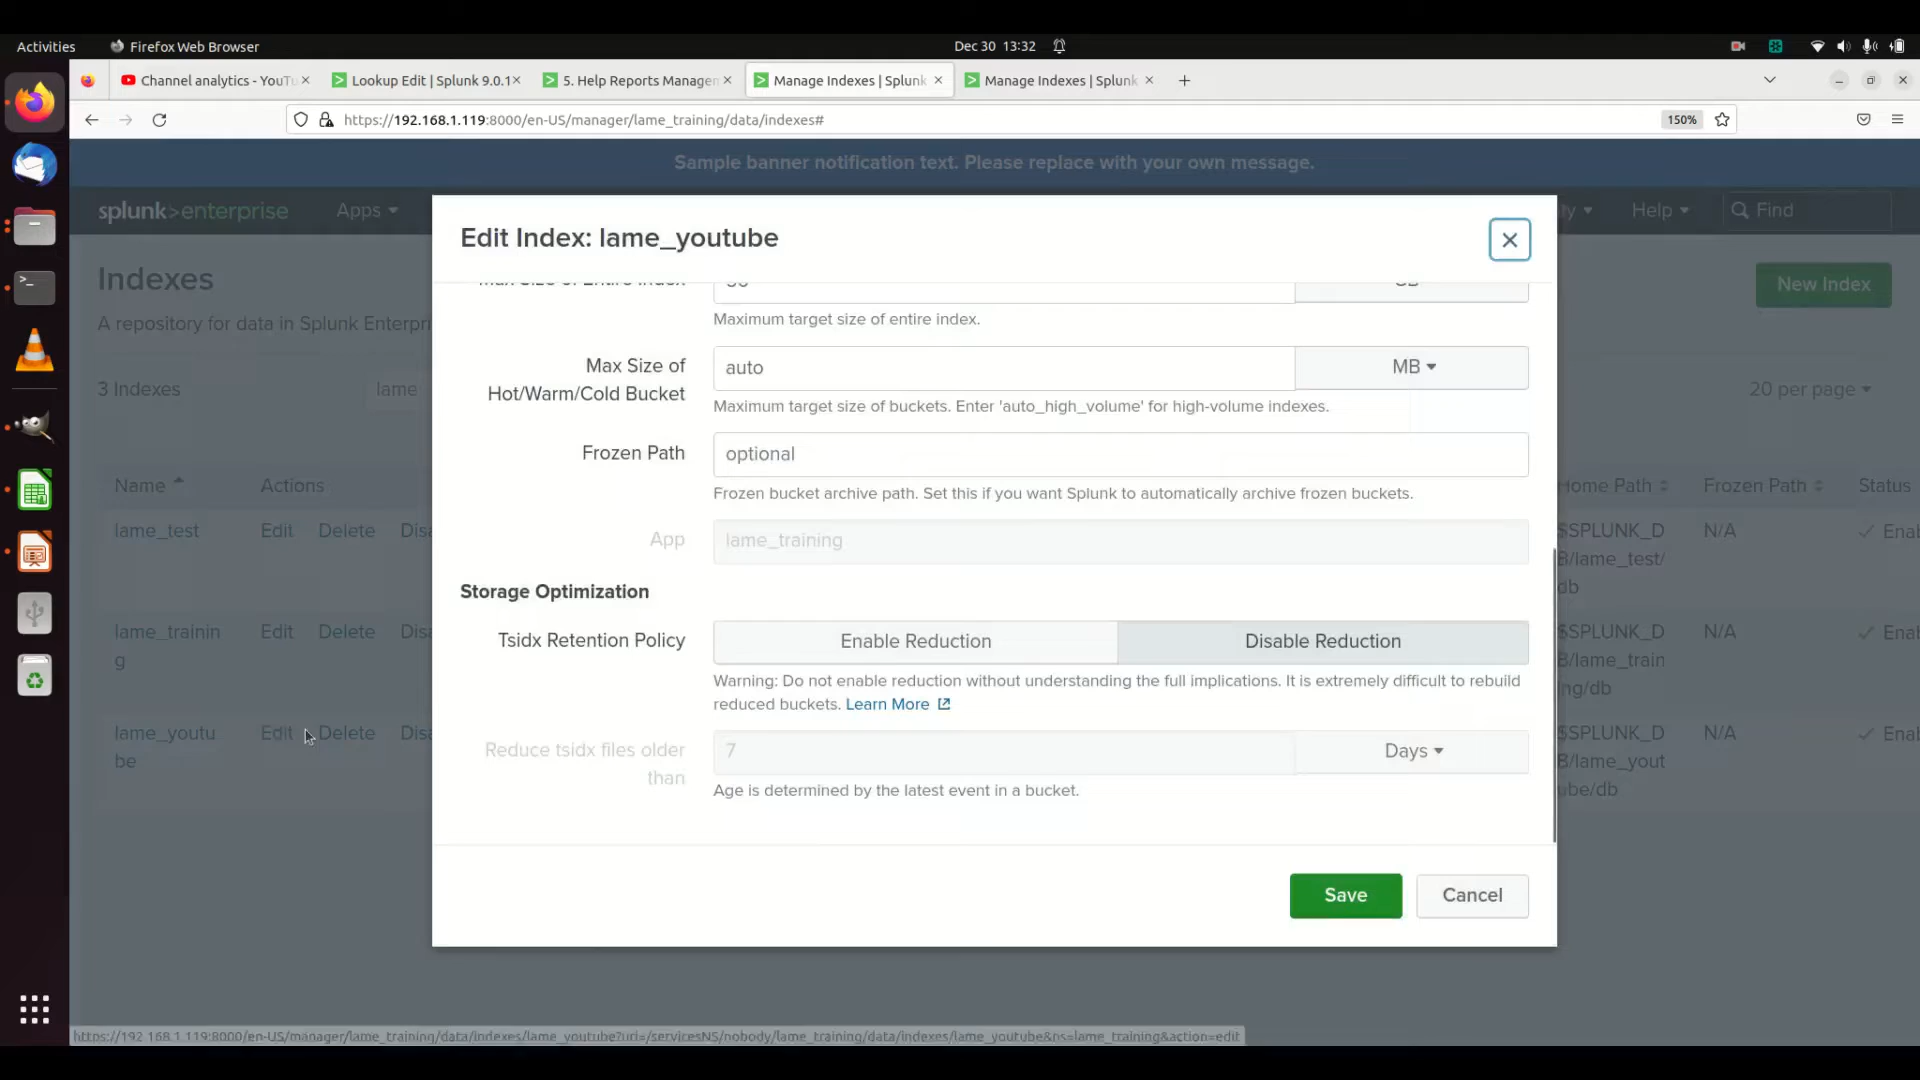 Activities Firefox Web Browser Dec 30 13:32
Channel analytics - YouTu × Lookup Edit | Splunk 9.0.1 × 5. Help Reports Managem × Manage Indexes | Splunk × Manage Indexes | Splunk × +
https://192.168.1.119:8000/en-US/manager/lame_training/data/indexes# 150%
Sample banner notification text. Please replace with your own message.
splunk>enterprise Apps ty Help Find
Edit Index: lame_youtube
Indexes New Index
A repository for data in Splunk Enterpri
Maximum target size of entire index.
3 Indexes lame 20 per page
Max Size of Hot/Warm/Cold Bucket auto MB
Maximum target size of buckets. Enter 'auto_high_volume' for high-volume indexes.
Frozen Path optional
Frozen bucket archive path. Set this if you want Splunk to automatically archive frozen buckets.
Name Actions Home Path Frozen Path Status
App lame_training
lame_test Edit Delete Disa $SPLUNK_D N/A Enab
B/lame_test/
db
Storage Optimization
Tsidx Retention Policy Enable Reduction Disable Reduction
Warning: Do not enable reduction without understanding the full implications. It is extremely difficult to rebuild
reduced buckets. Learn More
lame_trainin Edit Delete Disa $SPLUNK_D N/A Enab
g B/lame_train
ng/db
Reduce tsidx files older than 7 Days
Age is determined by the latest event in a bucket.
lame_youtu Edit Delete Disa $SPLUNK_D N/A Enab
be B/lame_yout
ube/db
Save Cancel
https://192.168.1.119:8000/en-US/manager/lame_training/data/indexes/lame_youtube?uri=/servicesNS/nobody/lame_training/data/indexes/lame_youtube&ns=lame_training&action=edit